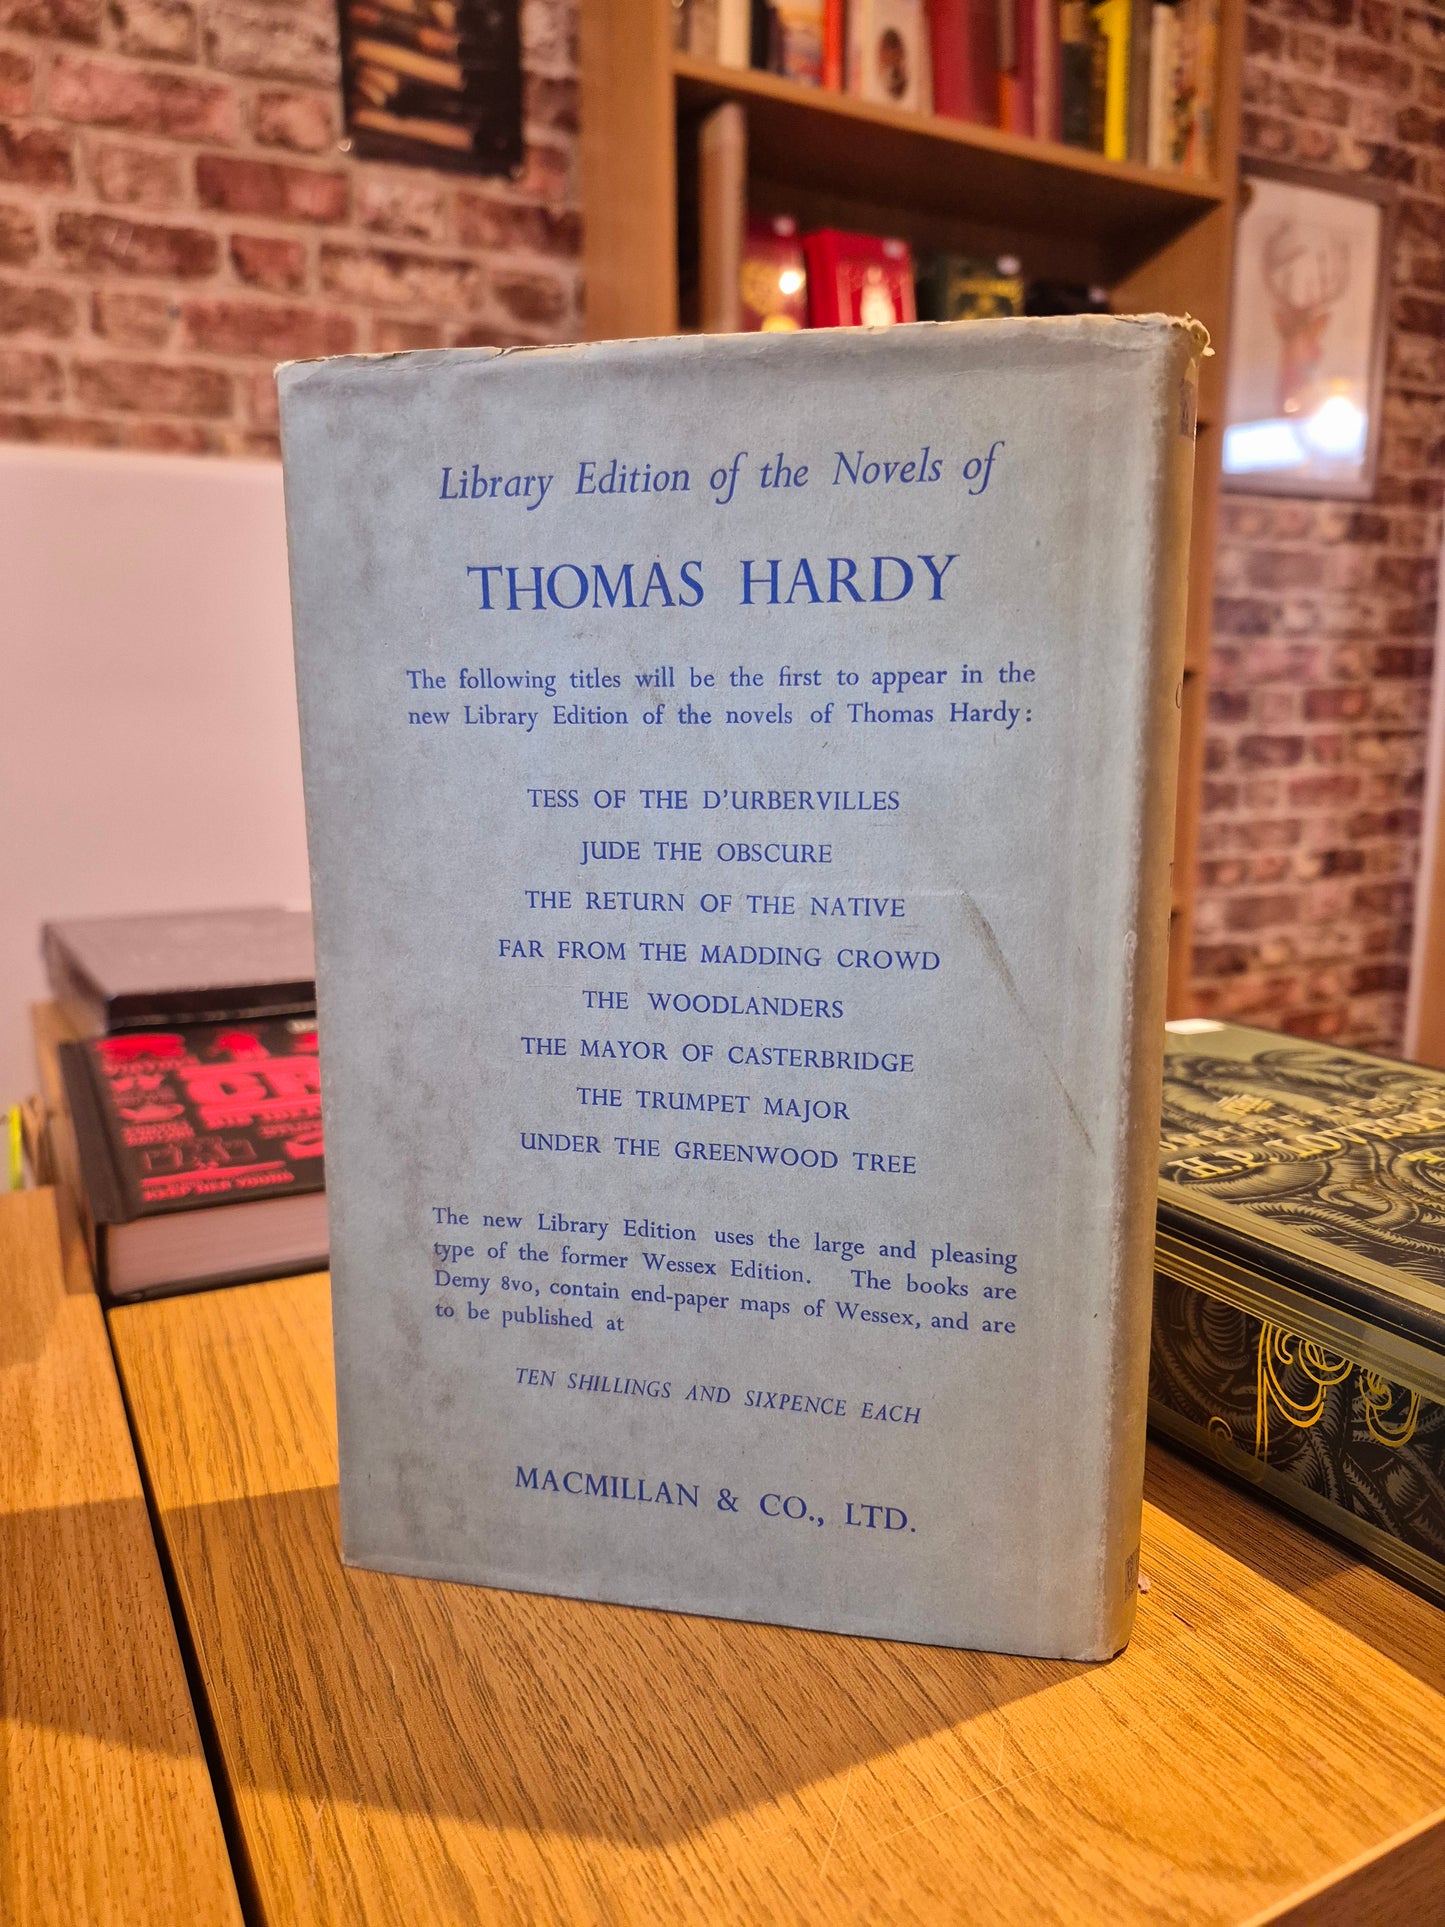 Library Edition of the Novels of
THOMAS HARDY
The following titles will be the first to appear in the
new Library Edition of the novels of Thomas Hardy:
TESS OF THE D'URBERVILLES
JUDE THE OBSCURE
THE RETURN OF THE NATIVE
FAR FROM THE MADDING CROWD
THE WOODLANDERS
THE MAYOR OF CASTERBRIDGE
THE TRUMPET MAJOR
UNDER THE GREENWOOD TREE
The new Library Edition uses the large and pleasing
type of the former Wessex Edition. The books are
Demy 8vo, contain end-paper maps of Wessex, and are
to be published at
TEN SHILLINGS AND SIXPENCE EACH
MACMILLAN & CO., LTD.
KEEP HER YOUNG
H.P.